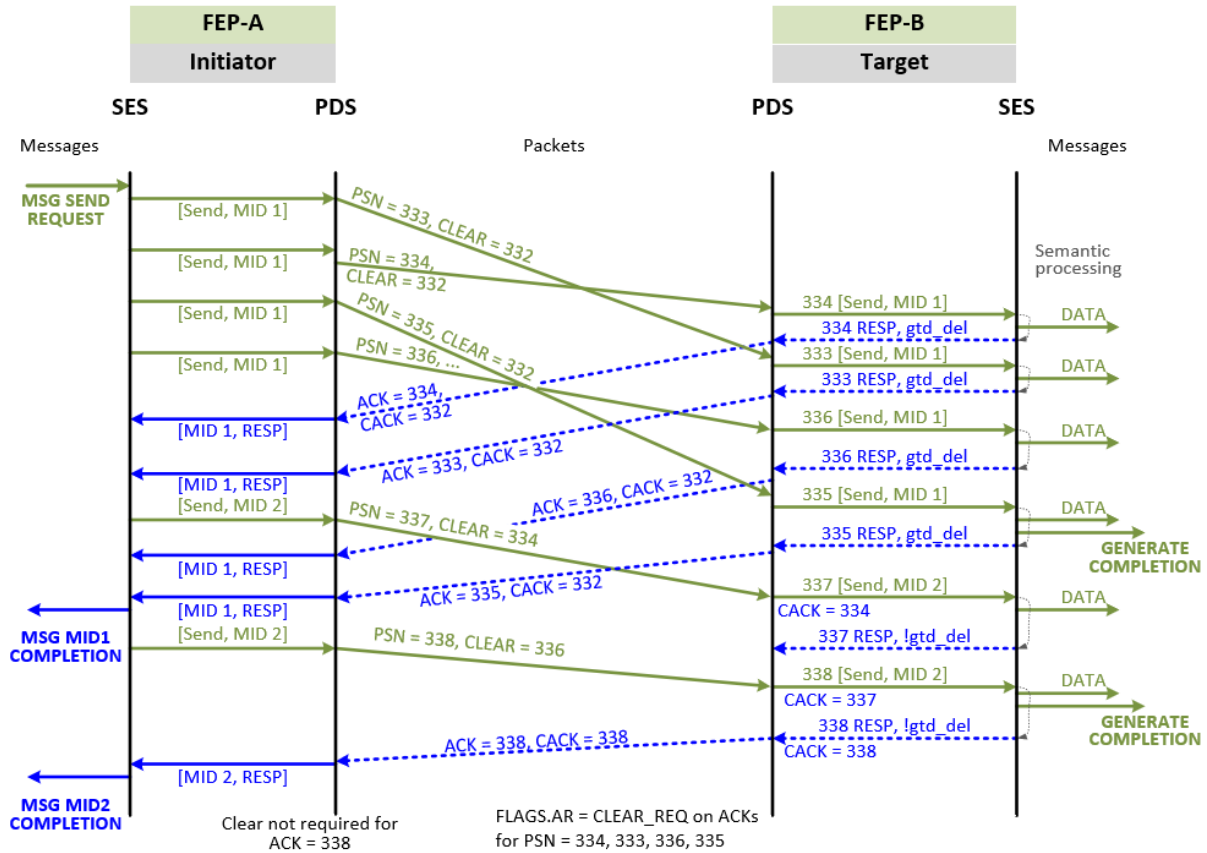 FEP-A
FEP-B
Initiator
Target
SES
PDS
PDS
SES
Messages
Packets
Messages
MSG SEND
REQUEST
[Send, MID 1]
PSN = 333, CLEAR = 332
[Send, MID 1]
PSN = 334,
CLEAR = 332
Semantic
processing
[Send, MID 1]
PSN = 335, CLEAR = 332
334 [Send, MID 1]
DATA
334 RESP, gtd_del
[Send, MID 1]
PSN = 336, ...
333 [Send, MID 1]
DATA
333 RESP, gtd_del
ACK = 334,
CACK = 332
[MID 1, RESP]
336 [Send, MID 1]
DATA
336 RESP, gtd_del
ACK = 333, CACK = 332
[MID 1, RESP]
ACK = 336, CACK = 332
335 [Send, MID 1]
DATA
[Send, MID 2]
PSN = 337, CLEAR = 334
335 RESP, gtd_del
GENERATE
COMPLETION
[MID 1, RESP]
ACK = 335, CACK = 332
[MID 1, RESP]
337 [Send, MID 2]
DATA
CACK = 334
MSG MID1
COMPLETION
[Send, MID 2]
PSN = 338, CLEAR = 336
337 RESP, !gtd_del
338 [Send, MID 2]
DATA
CACK = 337
GENERATE
COMPLETION
338 RESP, !gtd_del
ACK = 338, CACK = 338
CACK = 338
[MID 2, RESP]
MSG MID2
COMPLETION
Clear not required for
ACK = 338
FLAGS.AR = CLEAR_REQ on ACKs
for PSN = 334, 333, 336, 335